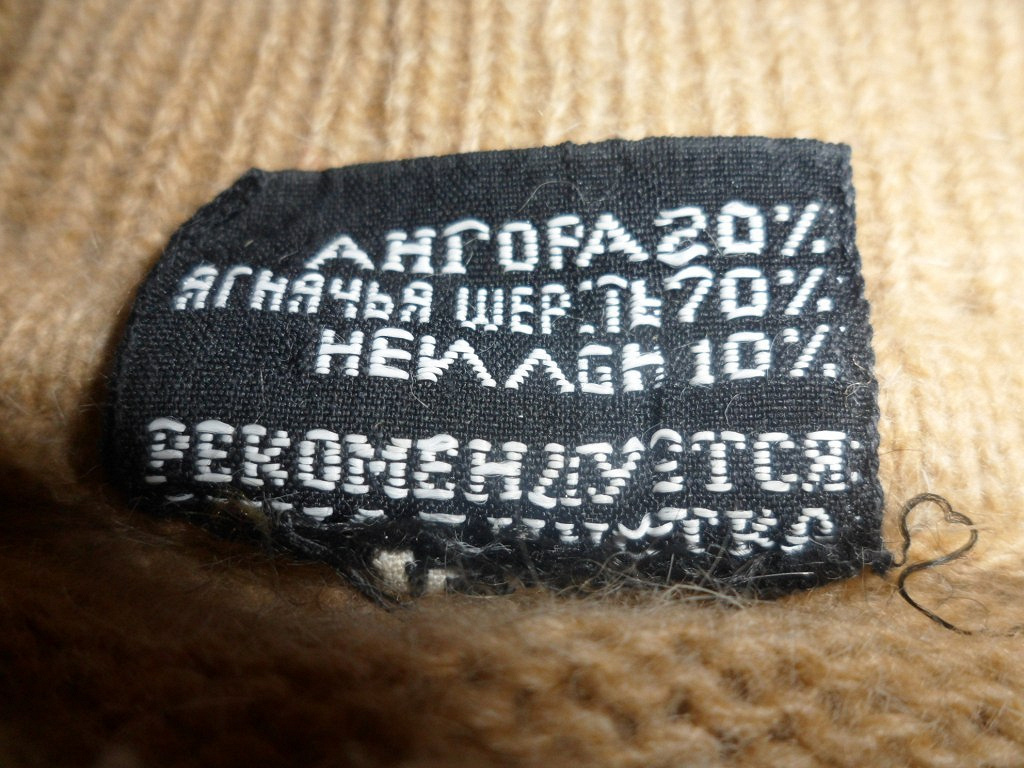 АНГОРА 20%
ЯГНЯЧЬЯ ШЕРСТЬ 70%
НЕЙЛОН 10%
РЕКОМЕНДУЕТСЯ